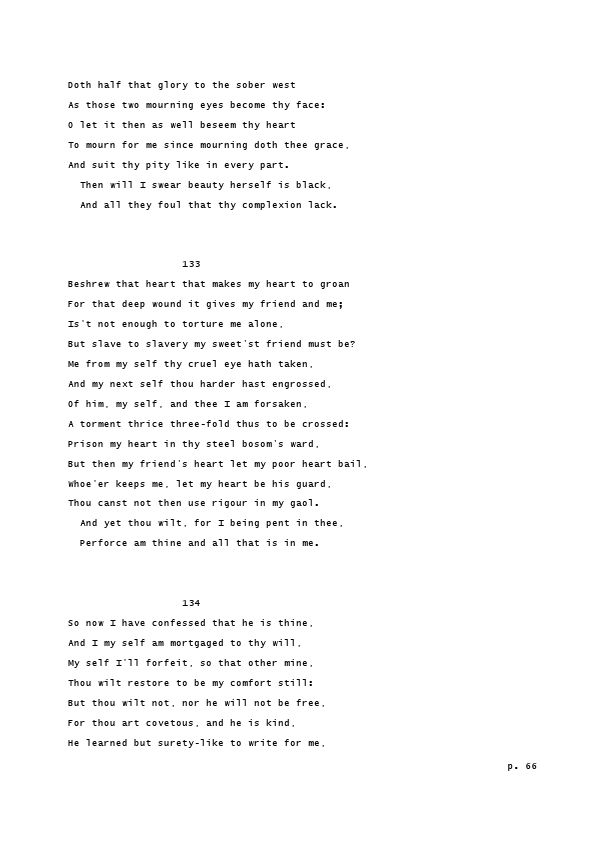 Doth half that glory to the sober west
As those two mourning eyes become thy face:
O let it then as well beseem thy heart
To mourn for me since mourning doth thee grace,
And suit thy pity like in every part.
Then will I swear beauty herself is black,
And all they foul that thy complexion lack.
133
Beshrew that heart that makes my heart to groan
For that deep wound it gives my friend and me;
Is't not enough to torture me alone,
But slave to slavery my sweet'st friend must be?
Me from my self thy cruel eye hath taken,
And my next self thou harder hast engrossed,
Of him, my self, and thee I am forsaken,
A torment thrice three-fold thus to be crossed:
Prison my heart in thy steel bosom's ward,
But then my friend's heart let my poor heart bail,
Whoe'er keeps me, let my heart be his guard,
Thou canst not then use rigour in my gaol.
And yet thou wilt, for I being pent in thee,
Perforce am thine and all that is in me.
134
So now I have confessed that he is thine,
And I my self am mortgaged to thy will,
My self I'll forfeit, so that other mine,
Thou wilt restore to be my comfort still:
But thou wilt not, nor he will not be free,
For thou art covetous, and he is kind,
He learned but surety-like to write for me,
p. 66